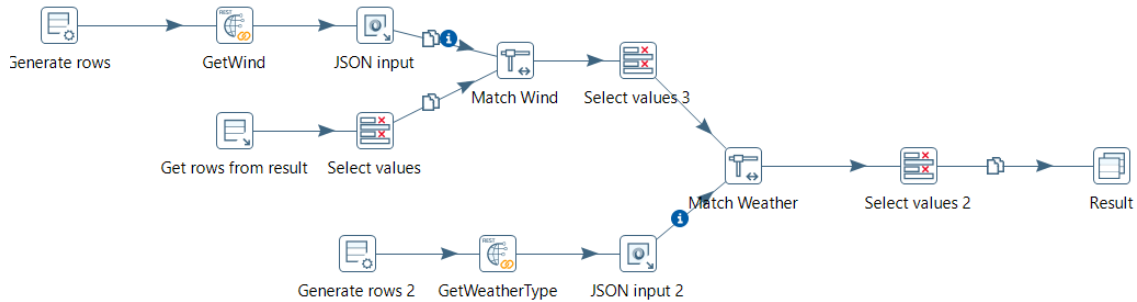 Generate rows
GetWind
JSON input
Match Wind
Select values 3
Get rows from result
Select values
Match Weather
Select values 2
Result
Generate rows 2
GetWeatherType
JSON input 2